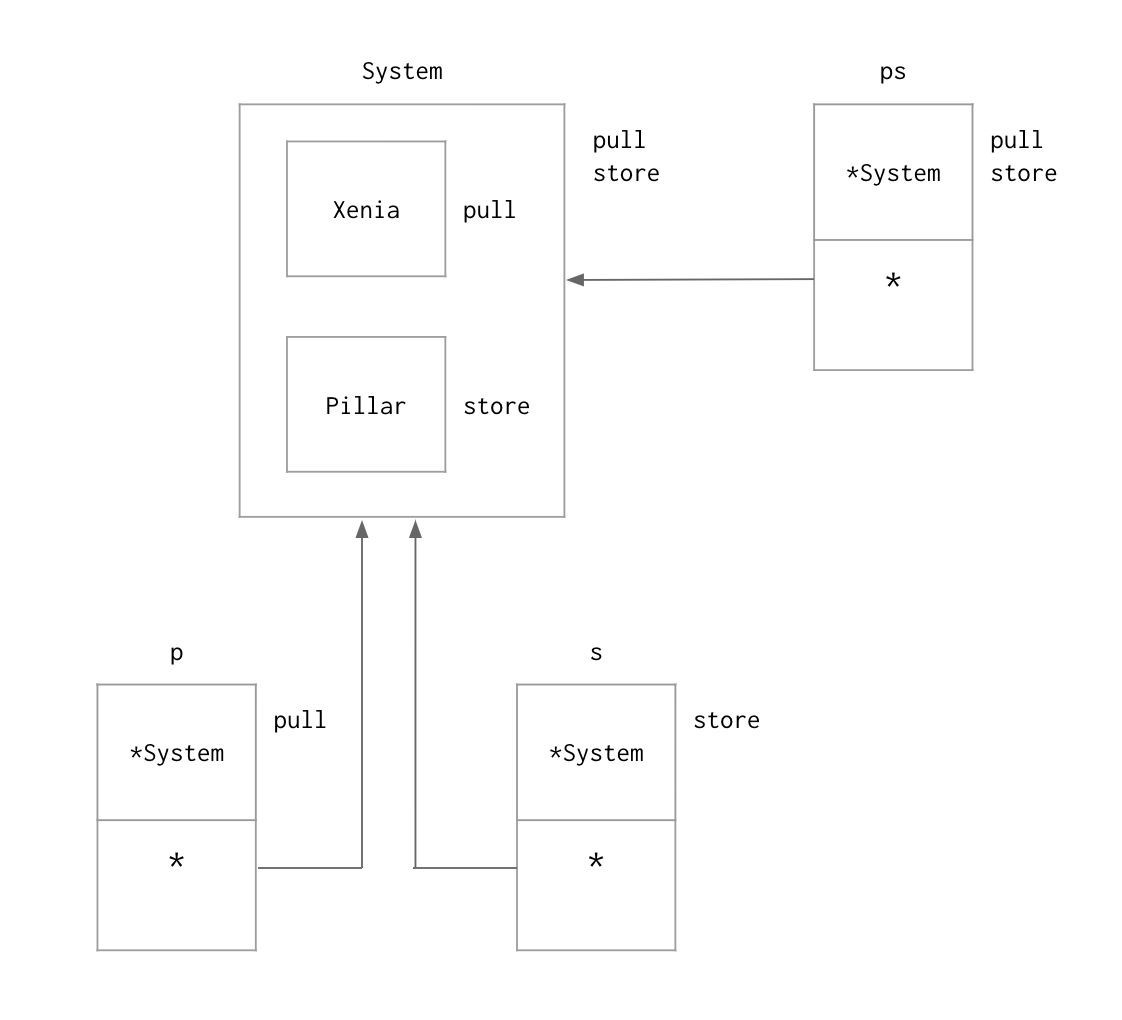 System
ps
pull
store
*System
pull
store
Xenia
pull
*
Pillar
store
p
s
*System
pull
*System
store
*
*